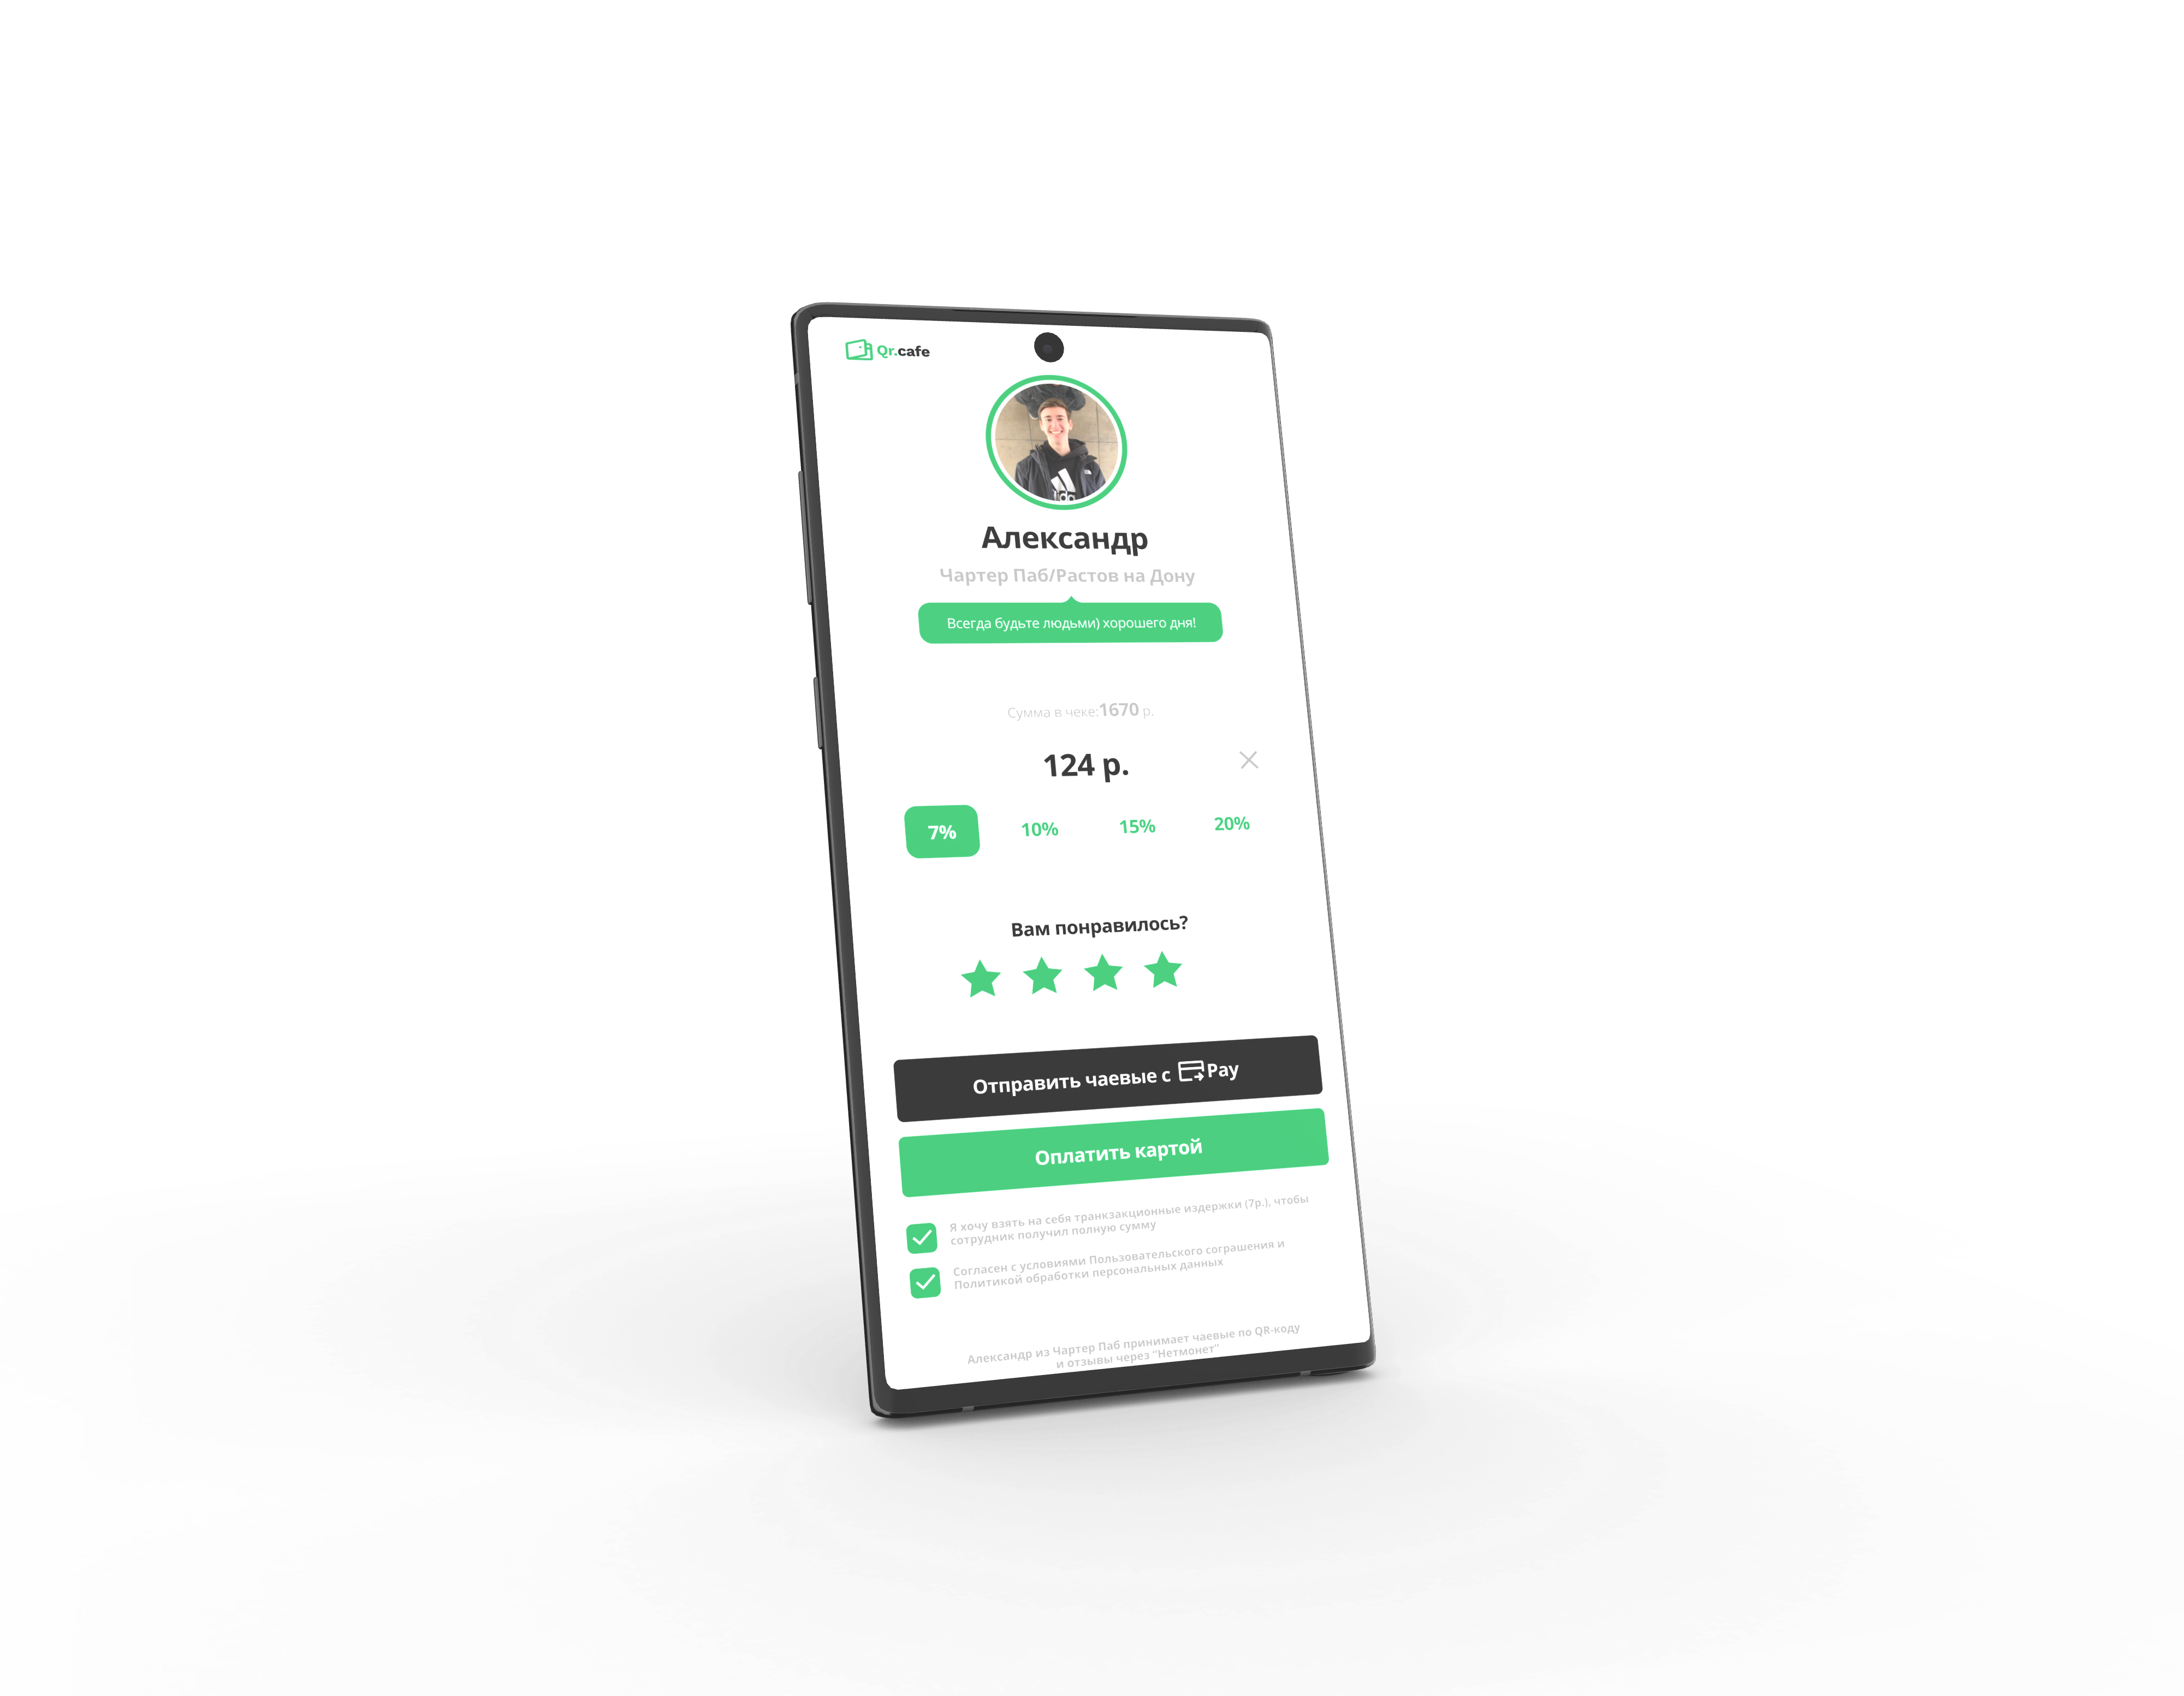 Qr.cafe
Александр
Чартер Паб/Растов на Дону
Всегда будьте людьми) хорошего дня!
Сумма в чеке:1670 р.
124 р.
7% 10% 15% 20%
Вам понравилось?
Отправить чаевые с Pay
Оплатить картой
Я хочу взять на себя транкзакционные издержки (7р.), чтобы
сотрудник получил полную сумму
Согласен с условиями Пользовательского сограшения и
Политикой обработки персональных данных
Александр из Чартер Паб принимает чаевые по QR-коду
и отзывы через “Нетмонет”